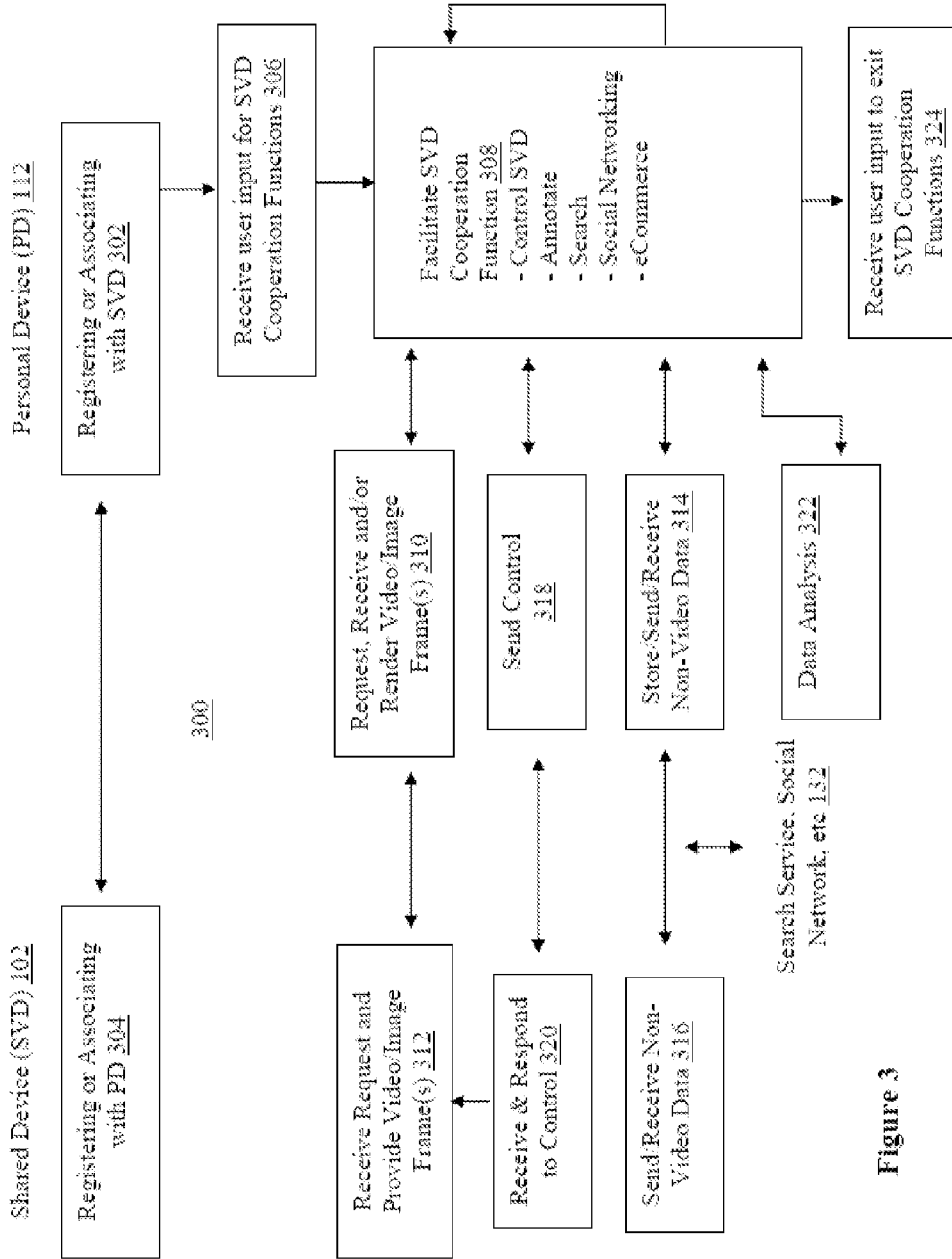 Shared Device (SVD) 102
Personal Device (PD) 112
Registering or Associating
with PD 304
Registering or Associating
with SVD 302
300
Receive user input for SVD
Cooperation Functions 306
Receive Request and
Provide Video/Image
Frame(s) 312
Request, Receive and/or
Render Video/Image
Frame(s) 310
Facilitate SVD
Cooperation
Function 308
- Control SVD
- Annotate
- Search
- Social Networking
- eCommerce
Receive & Respond
to Control 320
Send Control
318
Send/Receive Non-
Video Data 316
Store/Send/Receive
Non-Video Data 314
Search Service, Social
Network, etc 132
Data Analysis 322
Receive user input to exit
SVD Cooperation
Functions 324
Figure 3